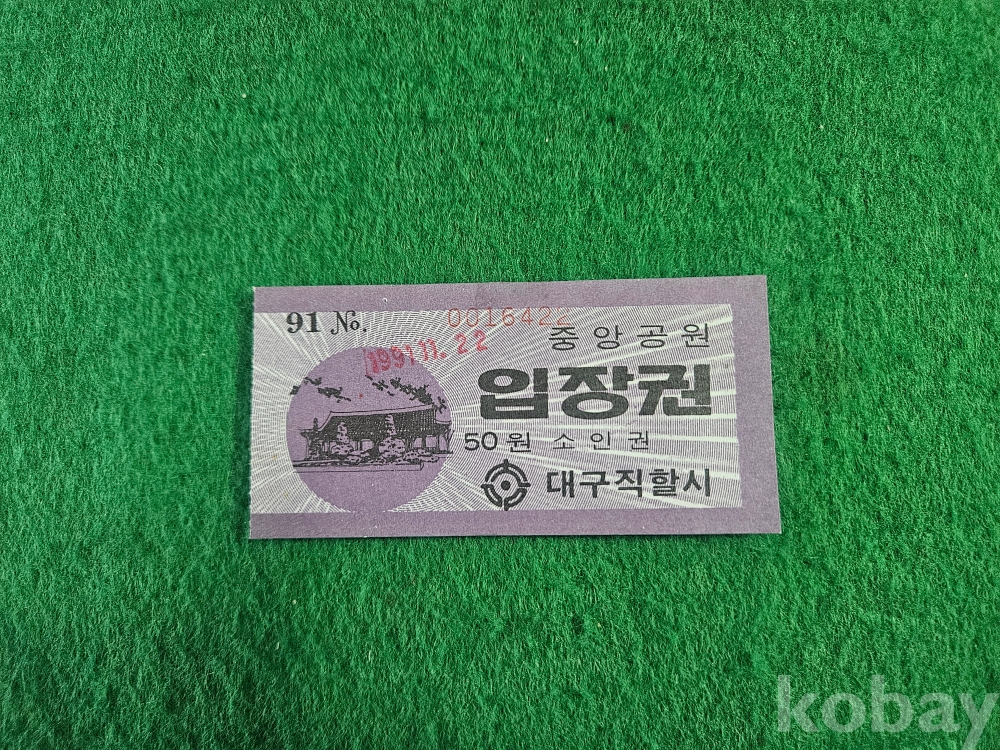 91 No. 0016422
1991.11.22
중앙공원
입장권
50원 소인권
대구직할시
kobay